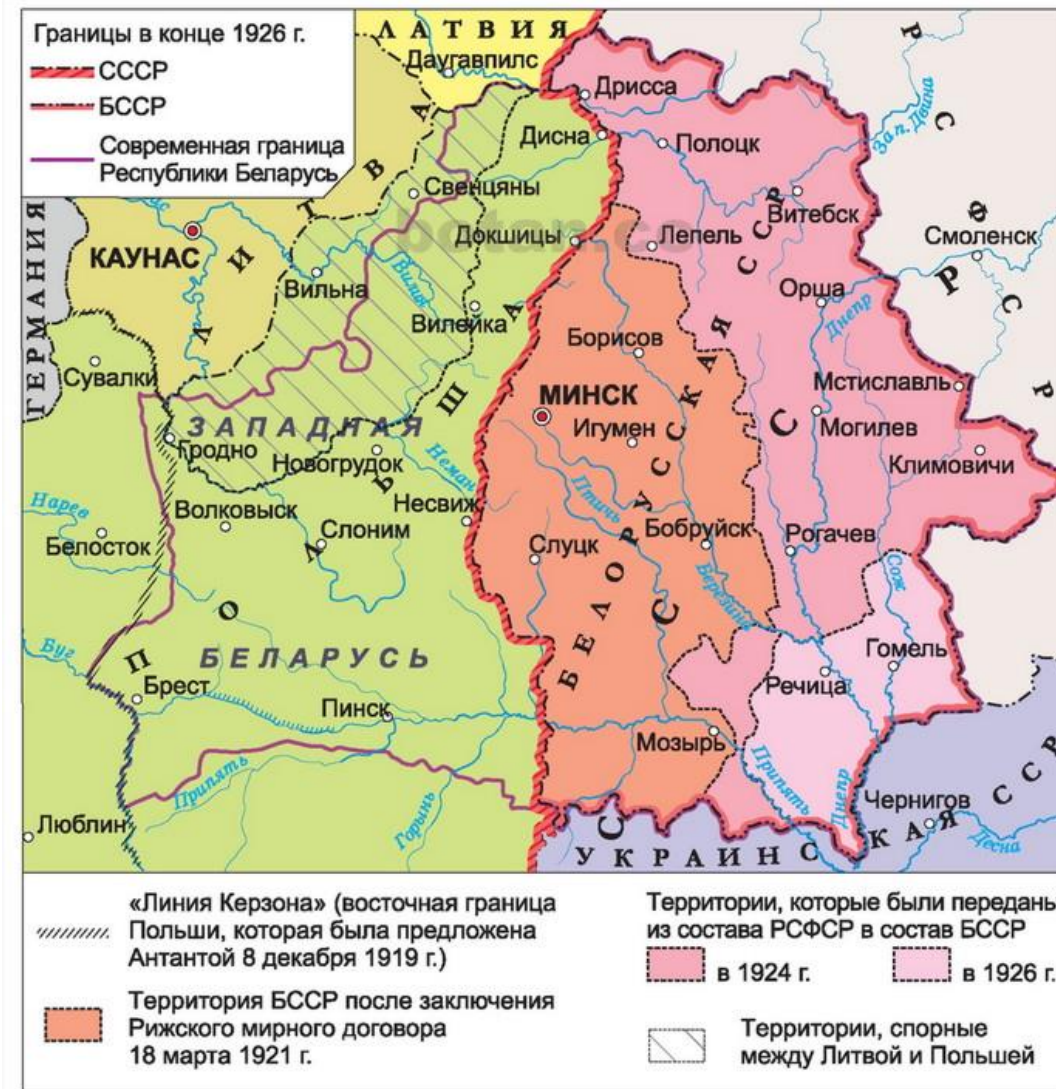 Границы в конце 1926 г.
СССР
БССР
Современная граница
Республики Беларусь
ЛАТВИЯ
Даугавпилс
Дрисса
Дисна
Полоцк
Зап. Двина
РСФСР
Свенцяны
Витебск
ГЕРМАНИЯ
ЛИТВА
КАУНАС
Докшицы
Лепель
Смоленск
Вильна
Вилия
Орша
Днепр
Вилейка
Борисов
Сувалки
Мстиславль
МИНСК
ЗАПАДНАЯ
Игумен
Могилев
Гродно
Новогрудок
Неман
Климовичи
Нарев
Волковыск
Несвиж
Птичь
Белосток
Слоним
Слуцк
Бобруйск
Рогачев
Березина
Сож
ПОЛЬША
БЕЛОРУССКАЯ ССР
СССР
Буг
БЕЛАРУСЬ
Гомель
Брест
Речица
Пинск
Мозырь
Припять
Припять
Горынь
Днепр
Чернигов
Люблин
Десна
УКРАИНСКАЯ ССР
«Линия Керзона» (восточная граница
Польши, которая была предложена
Антантой 8 декабря 1919 г.)
Территория БССР после заключения
Рижского мирного договора
18 марта 1921 г.
Территории, которые были переданы
из состава РСФСР в состав БССР
в 1924 г.
в 1926 г.
Территории, спорные
между Литвой и Польшей